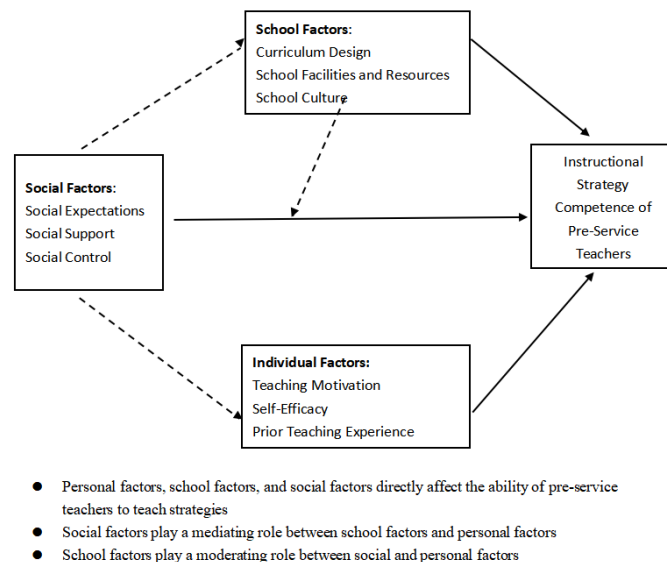 School Factors:
Curriculum Design
School Facilities and Resources
School Culture
Social Factors:
Social Expectations
Social Support
Social Control
Instructional
Strategy
Competence of
Pre-Service
Teachers
Individual Factors:
Teaching Motivation
Self-Efficacy
Prior Teaching Experience
● Personal factors, school factors, and social factors directly affect the ability of pre-service
teachers to teach strategies
● Social factors play a mediating role between school factors and personal factors
● School factors play a moderating role between social and personal factors